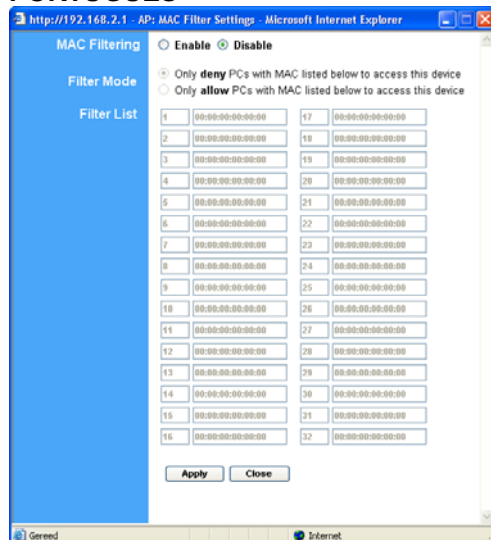 http://192.168.2.1 - AP: MAC Filter Settings - Microsoft Internet Explorer
MAC Filtering Enable Disable
Filter Mode Only deny PCs with MAC listed below to access this device
Only allow PCs with MAC listed below to access this device
Filter List
1 00:00:00:00:00:00 17 00:00:00:00:00:00
2 00:00:00:00:00:00 18 00:00:00:00:00:00
3 00:00:00:00:00:00 19 00:00:00:00:00:00
4 00:00:00:00:00:00 20 00:00:00:00:00:00
5 00:00:00:00:00:00 21 00:00:00:00:00:00
6 00:00:00:00:00:00 22 00:00:00:00:00:00
7 00:00:00:00:00:00 23 00:00:00:00:00:00
8 00:00:00:00:00:00 24 00:00:00:00:00:00
9 00:00:00:00:00:00 25 00:00:00:00:00:00
10 00:00:00:00:00:00 26 00:00:00:00:00:00
11 00:00:00:00:00:00 27 00:00:00:00:00:00
12 00:00:00:00:00:00 28 00:00:00:00:00:00
13 00:00:00:00:00:00 29 00:00:00:00:00:00
14 00:00:00:00:00:00 30 00:00:00:00:00:00
15 00:00:00:00:00:00 31 00:00:00:00:00:00
16 00:00:00:00:00:00 32 00:00:00:00:00:00
Apply Close
Gereed Internet